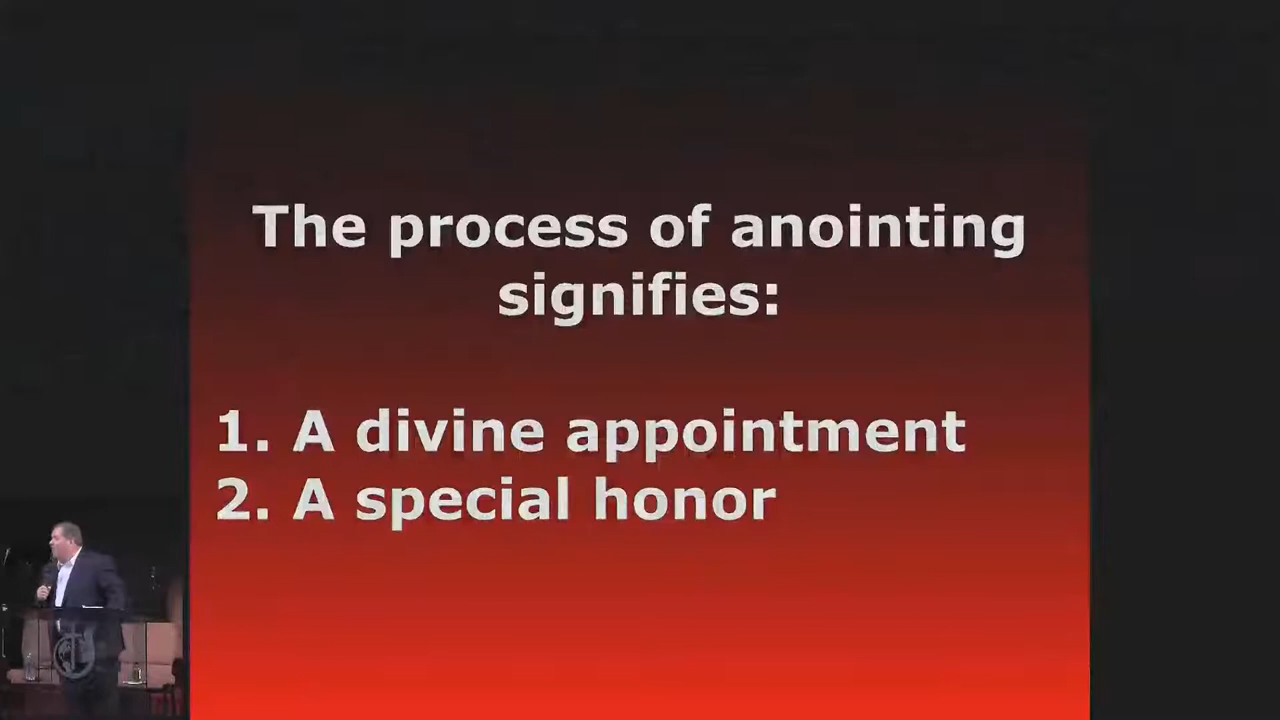 The process of anointing
signifies:
1. A divine appointment
2. A special honor